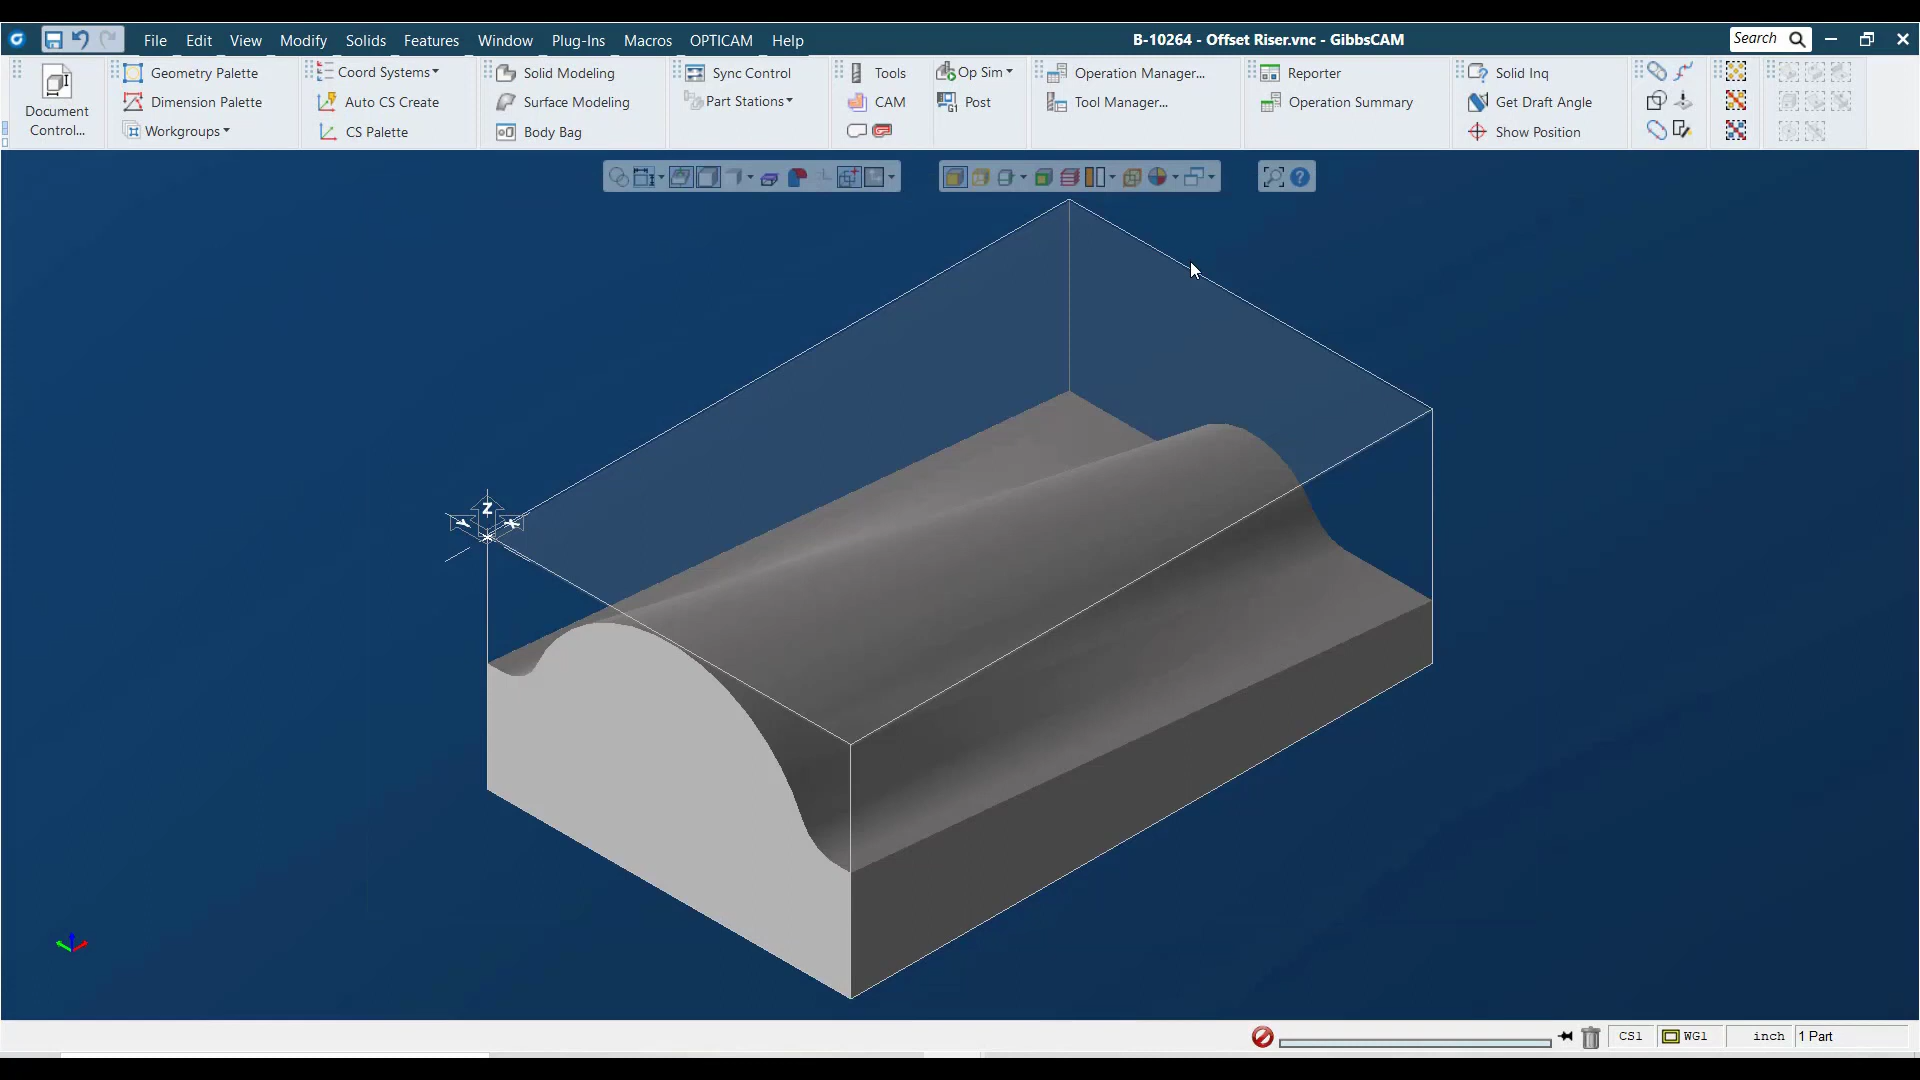 File Edit View Modify Solids Features Window Plug-Ins Macros OPTICAM Help
B-10264 - Offset Riser.vnc - GibbsCAM
Search
Document Control...
Geometry Palette
Dimension Palette
Workgroups
Coord Systems
Auto CS Create
CS Palette
Solid Modeling
Surface Modeling
Body Bag
Sync Control
Part Stations
Tools
CAM
Op Sim
G1 Post
Operation Manager...
Tool Manager...
Reporter
Operation Summary
Solid Inq
Get Draft Angle
Show Position
Z
Y X
CS1 WG1 inch 1 Part